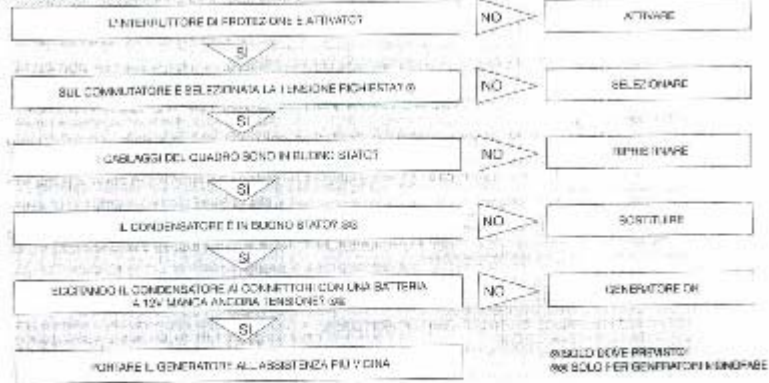 L'INTERRUTTORE DI PROTEZIONE È ATTIVATO?
NO
ATTIVARE
SI
SUL COMMUTATORE È SELEZIONATA LA TENSIONE RICHIESTA?
NO
SELEZIONARE
SI
I CABLAGGI DEL QUADRO SONO IN BUONO STATO?
NO
RIPRISTINARE
SI
IL CONDENSATORE È IN BUONO STATO?
NO
SOSTITUIRE
SI
ECCITANDO IL CONDENSATORE AI CONNETTORI CON UNA BATTERIA
A 12V MANCA ANCORA TENSIONE?
NO
GENERATORE OK
SI
PORTARE IL GENERATORE ALL'ASSISTENZA PIÙ VICINA
SOLO DOVE PREVISTO
SOLO PER GENERATORI MONOFASE